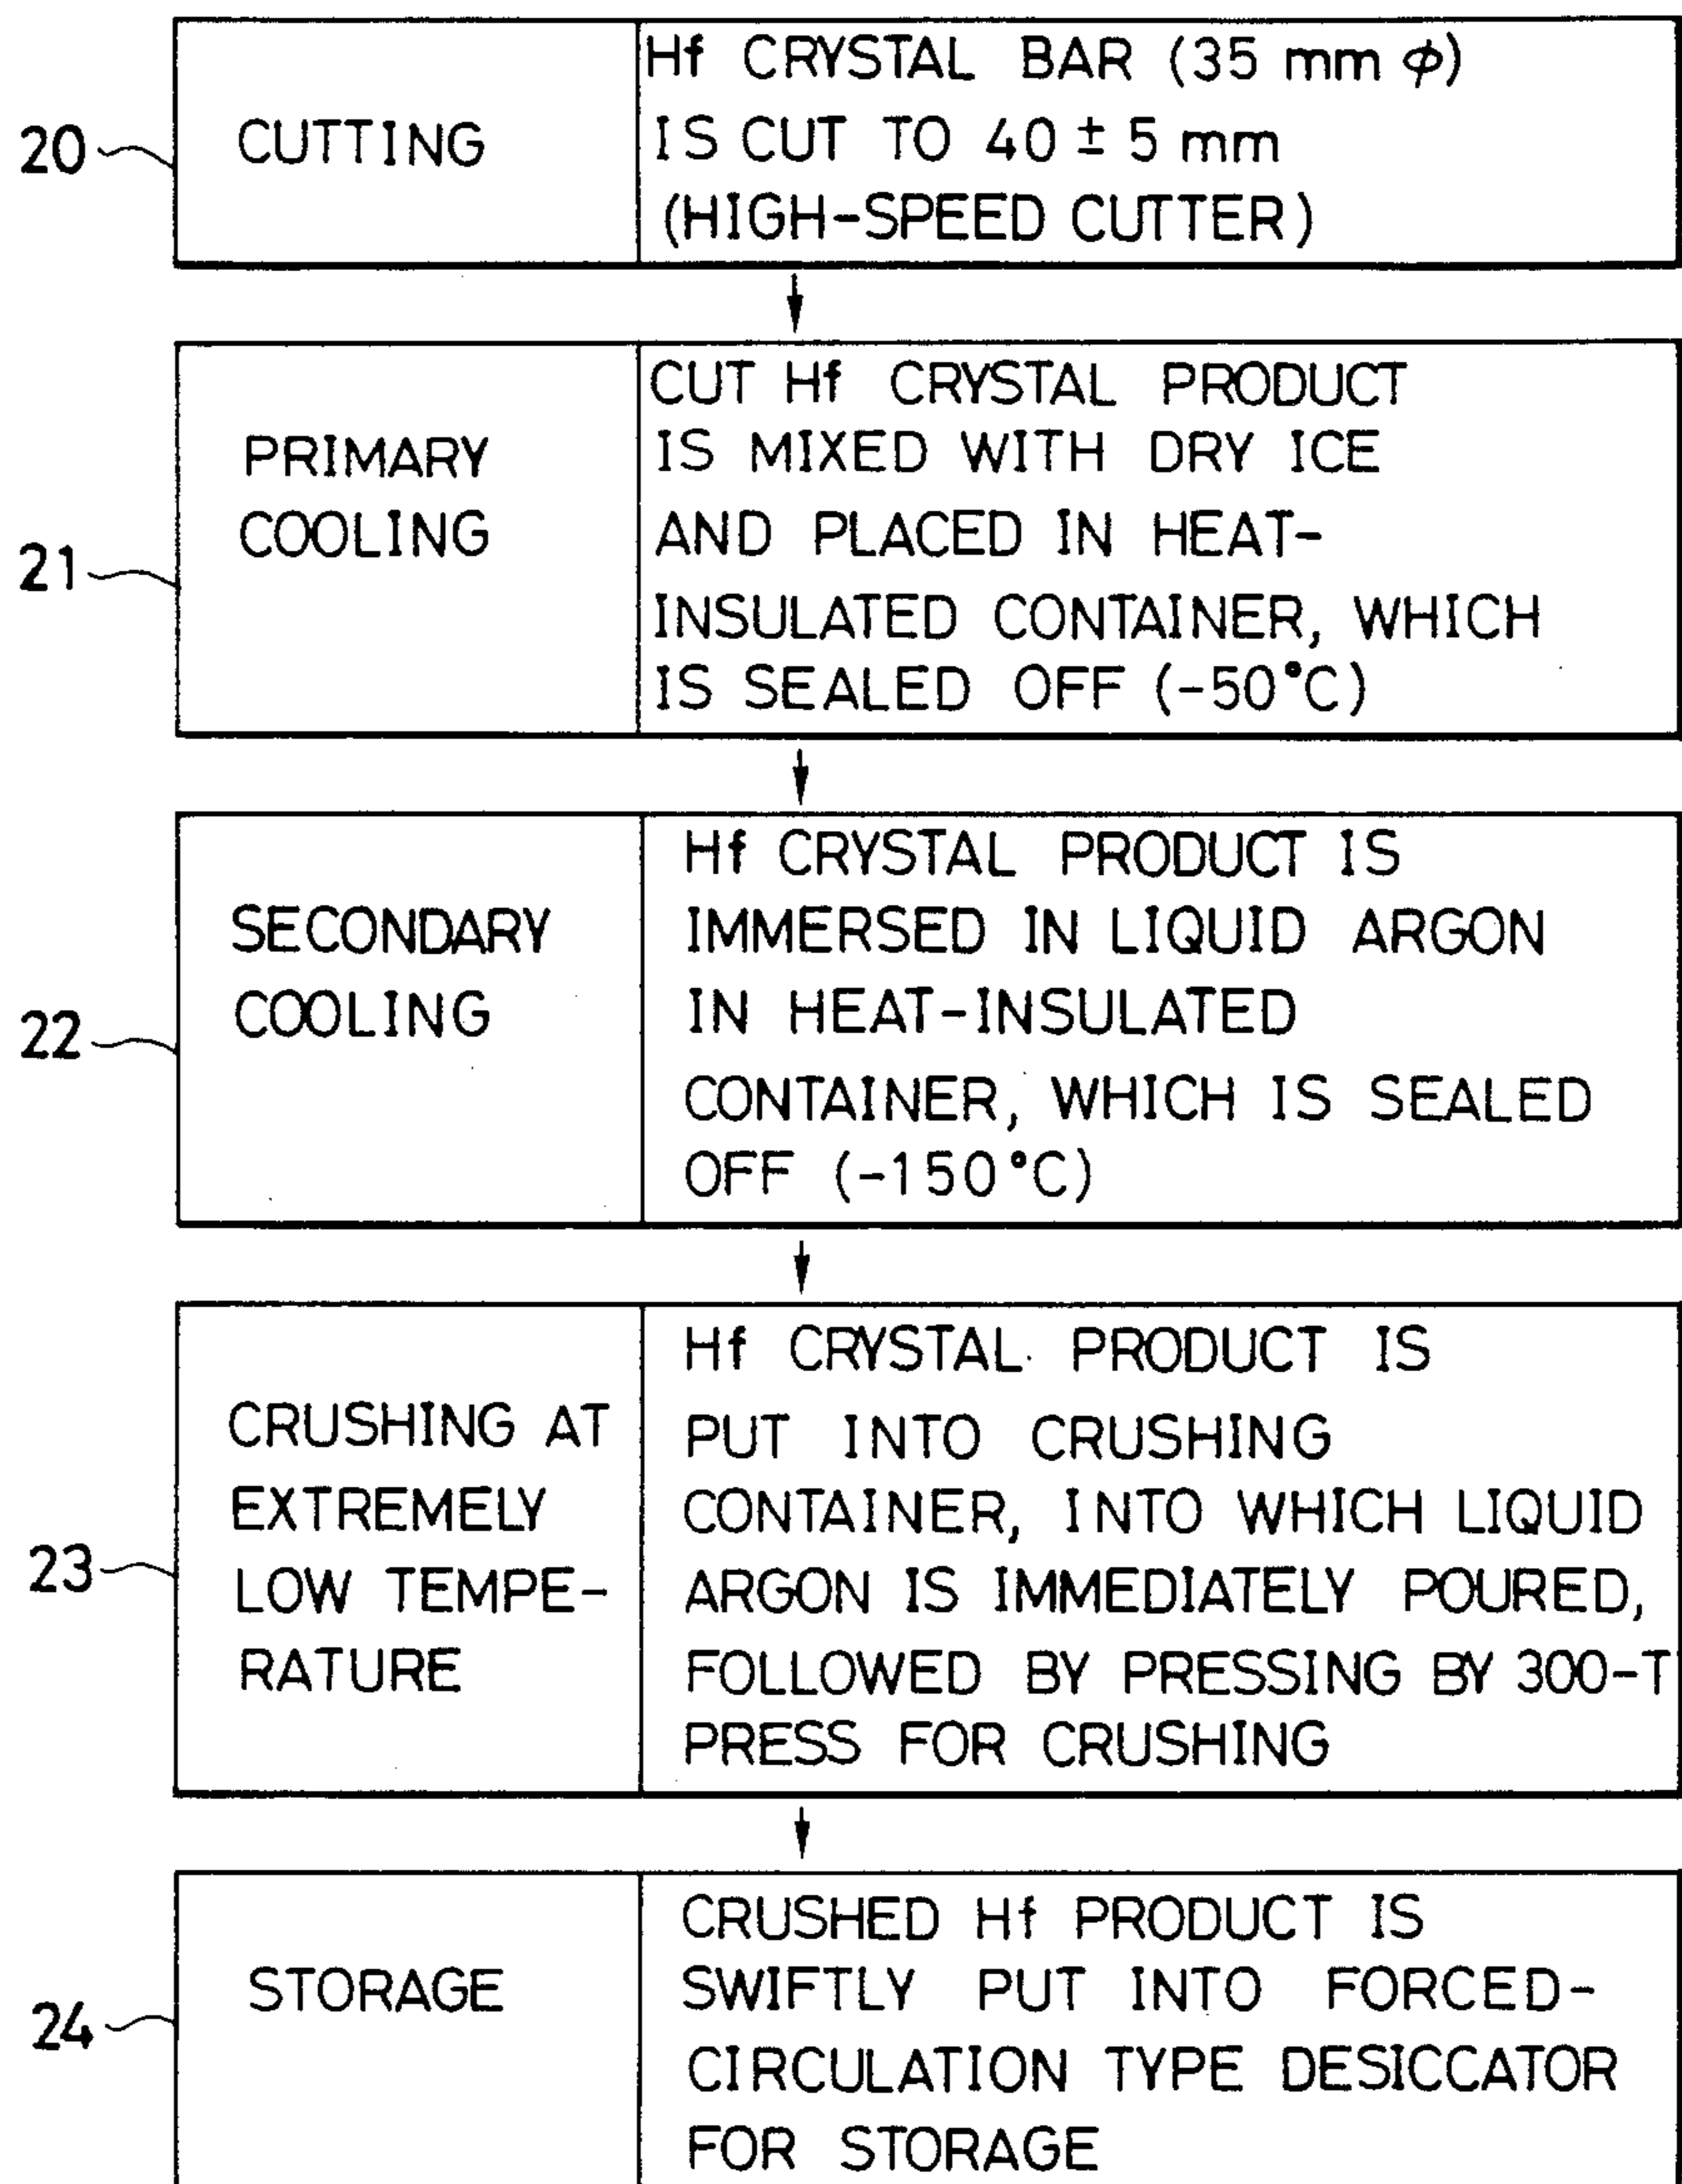 20
CUTTING
Hf CRYSTAL BAR (35 mm ϕ)
IS CUT TO 40 ± 5 mm
(HIGH-SPEED CUTTER)
21
PRIMARY
COOLING
CUT Hf CRYSTAL PRODUCT
IS MIXED WITH DRY ICE
AND PLACED IN HEAT-
INSULATED CONTAINER, WHICH
IS SEALED OFF (-50°C)
22
SECONDARY
COOLING
Hf CRYSTAL PRODUCT IS
IMMERSED IN LIQUID ARGON
IN HEAT-INSULATED
CONTAINER, WHICH IS SEALED
OFF (-150°C)
23
CRUSHING AT
EXTREMELY
LOW TEMPE-
RATURE
Hf CRYSTAL PRODUCT IS
PUT INTO CRUSHING
CONTAINER, INTO WHICH LIQUID
ARGON IS IMMEDIATELY POURED,
FOLLOWED BY PRESSING BY 300-T
PRESS FOR CRUSHING
24
STORAGE
CRUSHED Hf PRODUCT IS
SWIFTLY PUT INTO FORCED-
CIRCULATION TYPE DESICCATOR
FOR STORAGE